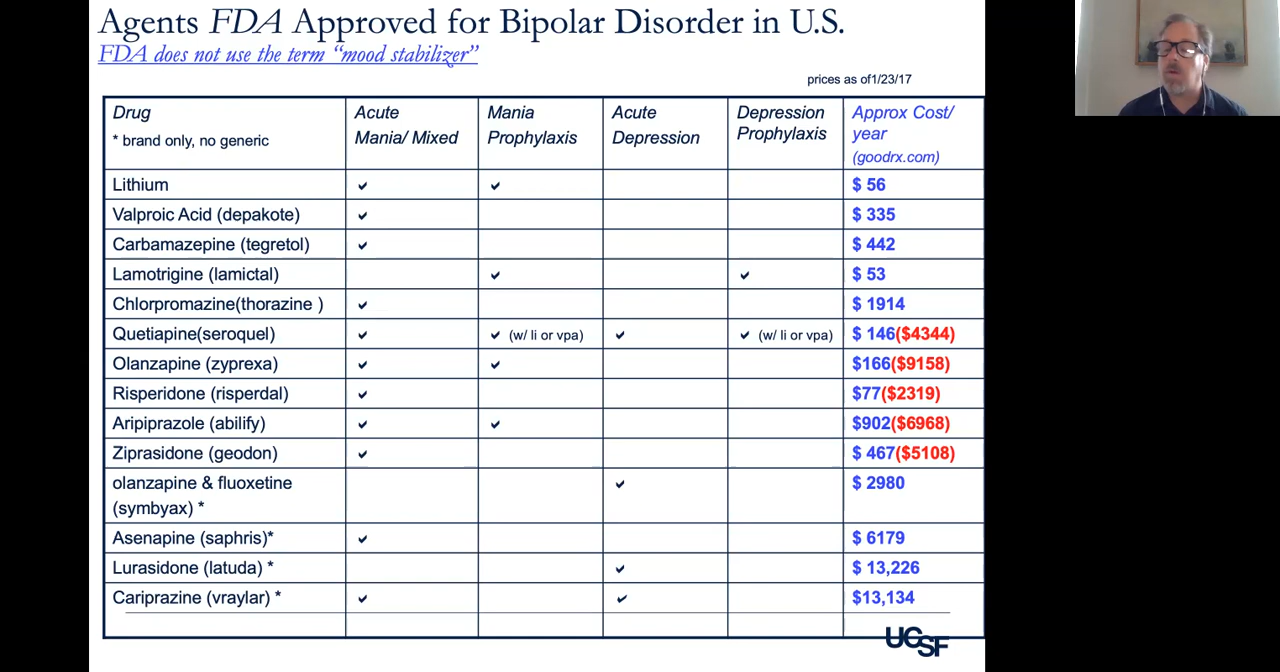 Agents FDA Approved for Bipolar Disorder in U.S.
FDA does not use the term “mood stabilizer”
prices as of1/23/17
Drug
* brand only, no generic
Acute
Mania/ Mixed
Mania
Prophylaxis
Acute
Depression
Depression
Prophylaxis
Approx Cost/
year
(goodrx.com)
Lithium ✓ ✓ $ 56
Valproic Acid (depakote) ✓ $ 335
Carbamazepine (tegretol) ✓ $ 442
Lamotrigine (lamictal) ✓ ✓ $ 53
Chlorpromazine(thorazine ) ✓ $ 1914
Quetiapine(seroquel) ✓ ✓ (w/ li or vpa) ✓ ✓ (w/ li or vpa) $ 146($4344)
Olanzapine (zyprexa) ✓ ✓ $166($9158)
Risperidone (risperdal) ✓ $77($2319)
Aripiprazole (abilify) ✓ ✓ $902($6968)
Ziprasidone (geodon) ✓ $ 467($5108)
olanzapine & fluoxetine ✓ $ 2980
(symbyax) *
Asenapine (saphris)* ✓ $ 6179
Lurasidone (latuda) * ✓ $ 13,226
Cariprazine (vraylar) * ✓ ✓ $13,134
UCSF